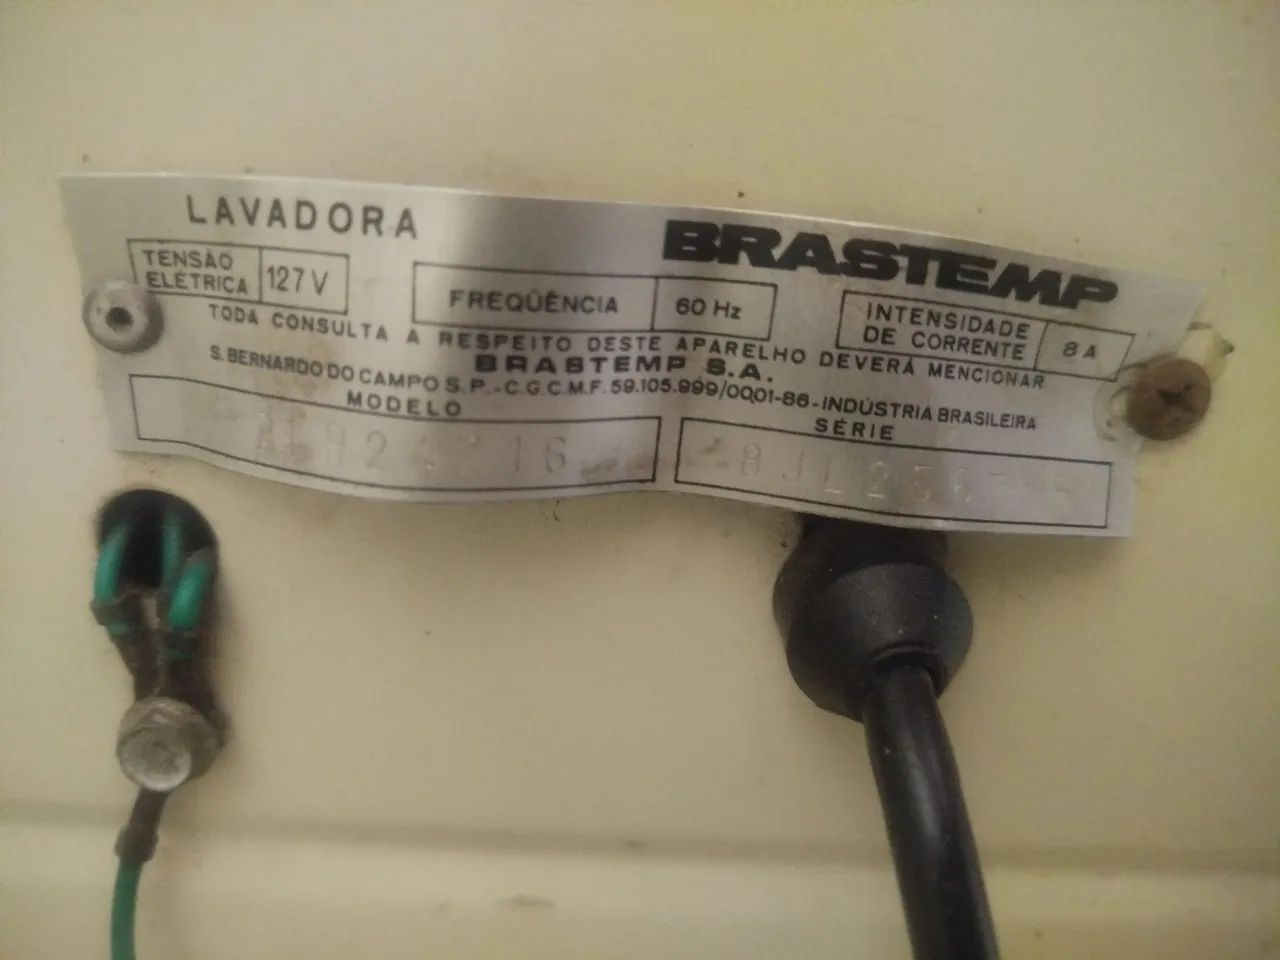 LAVADORA
BRASTEMP
TENSÃO
ELÉTRICA
127 V
FREQÜÊNCIA
60 Hz
INTENSIDADE
DE CORRENTE
8 A
TODA CONSULTA A RESPEITO DESTE APARELHO DEVERÁ MENCIONAR
BRASTEMP S.A.
S. BERNARDO DO CAMPO S.P. - C.G.C.M.F. 59.105.999/0001-86 - INDÚSTRIA BRASILEIRA
MODELO
SÉRIE